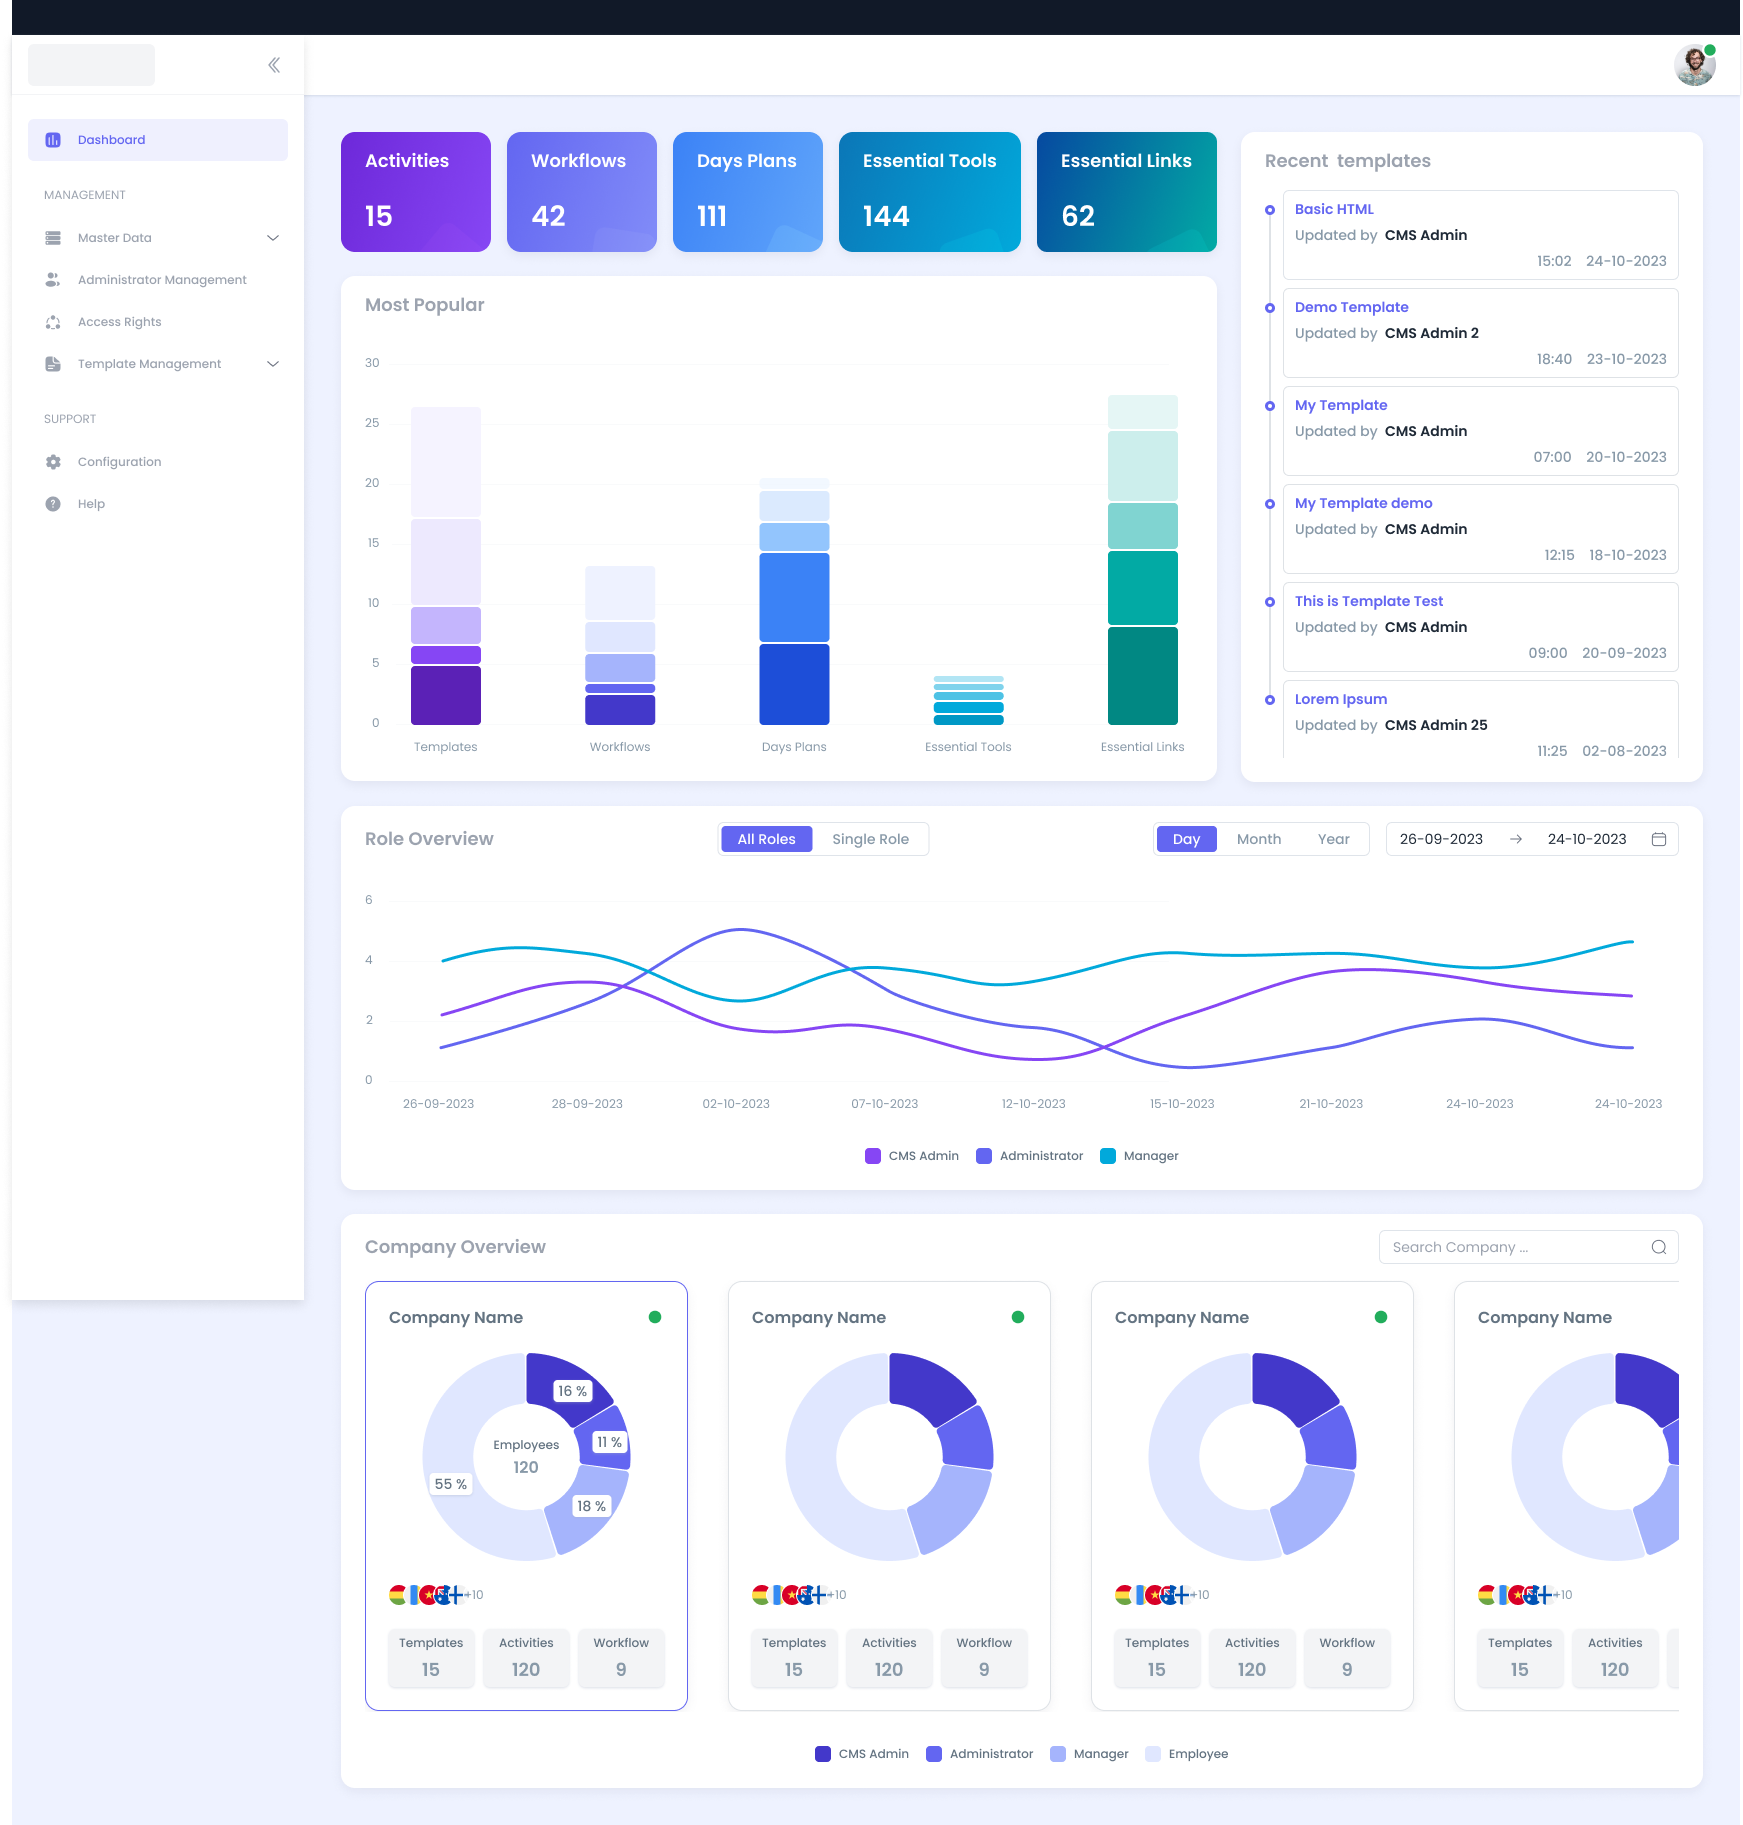 Dashboard
MANAGEMENT
Master Data
Administrator Management
Access Rights
Template Management
SUPPORT
Configuration
Help
Activities
15
Workflows
42
Days Plans
111
Essential Tools
144
Essential Links
62
Most Popular
30
25
20
15
10
5
0
Templates
Workflows
Days Plans
Essential Tools
Essential Links
Recent templates
Basic HTML
Updated by CMS Admin
15:02 24-10-2023
Demo Template
Updated by CMS Admin 2
18:40 23-10-2023
My Template
Updated by CMS Admin
07:00 20-10-2023
My Template demo
Updated by CMS Admin
12:15 18-10-2023
This is Template Test
Updated by CMS Admin
09:00 20-09-2023
Lorem Ipsum
Updated by CMS Admin 25
11:25 02-08-2023
Role Overview
All Roles
Single Role
Day
Month
Year
26-09-2023 → 24-10-2023
6
4
2
0
26-09-2023
28-09-2023
02-10-2023
07-10-2023
12-10-2023
15-10-2023
21-10-2023
24-10-2023
24-10-2023
CMS Admin
Administrator
Manager
Company Overview
Search Company ...
Company Name
16 %
11 %
18 %
55 %
Employees
120
+10
Templates
15
Activities
120
Workflow
9
Company Name
+10
Templates
15
Activities
120
Workflow
9
Company Name
+10
Templates
15
Activities
120
Workflow
9
Company Name
+10
Templates
15
Activities
120
CMS Admin
Administrator
Manager
Employee